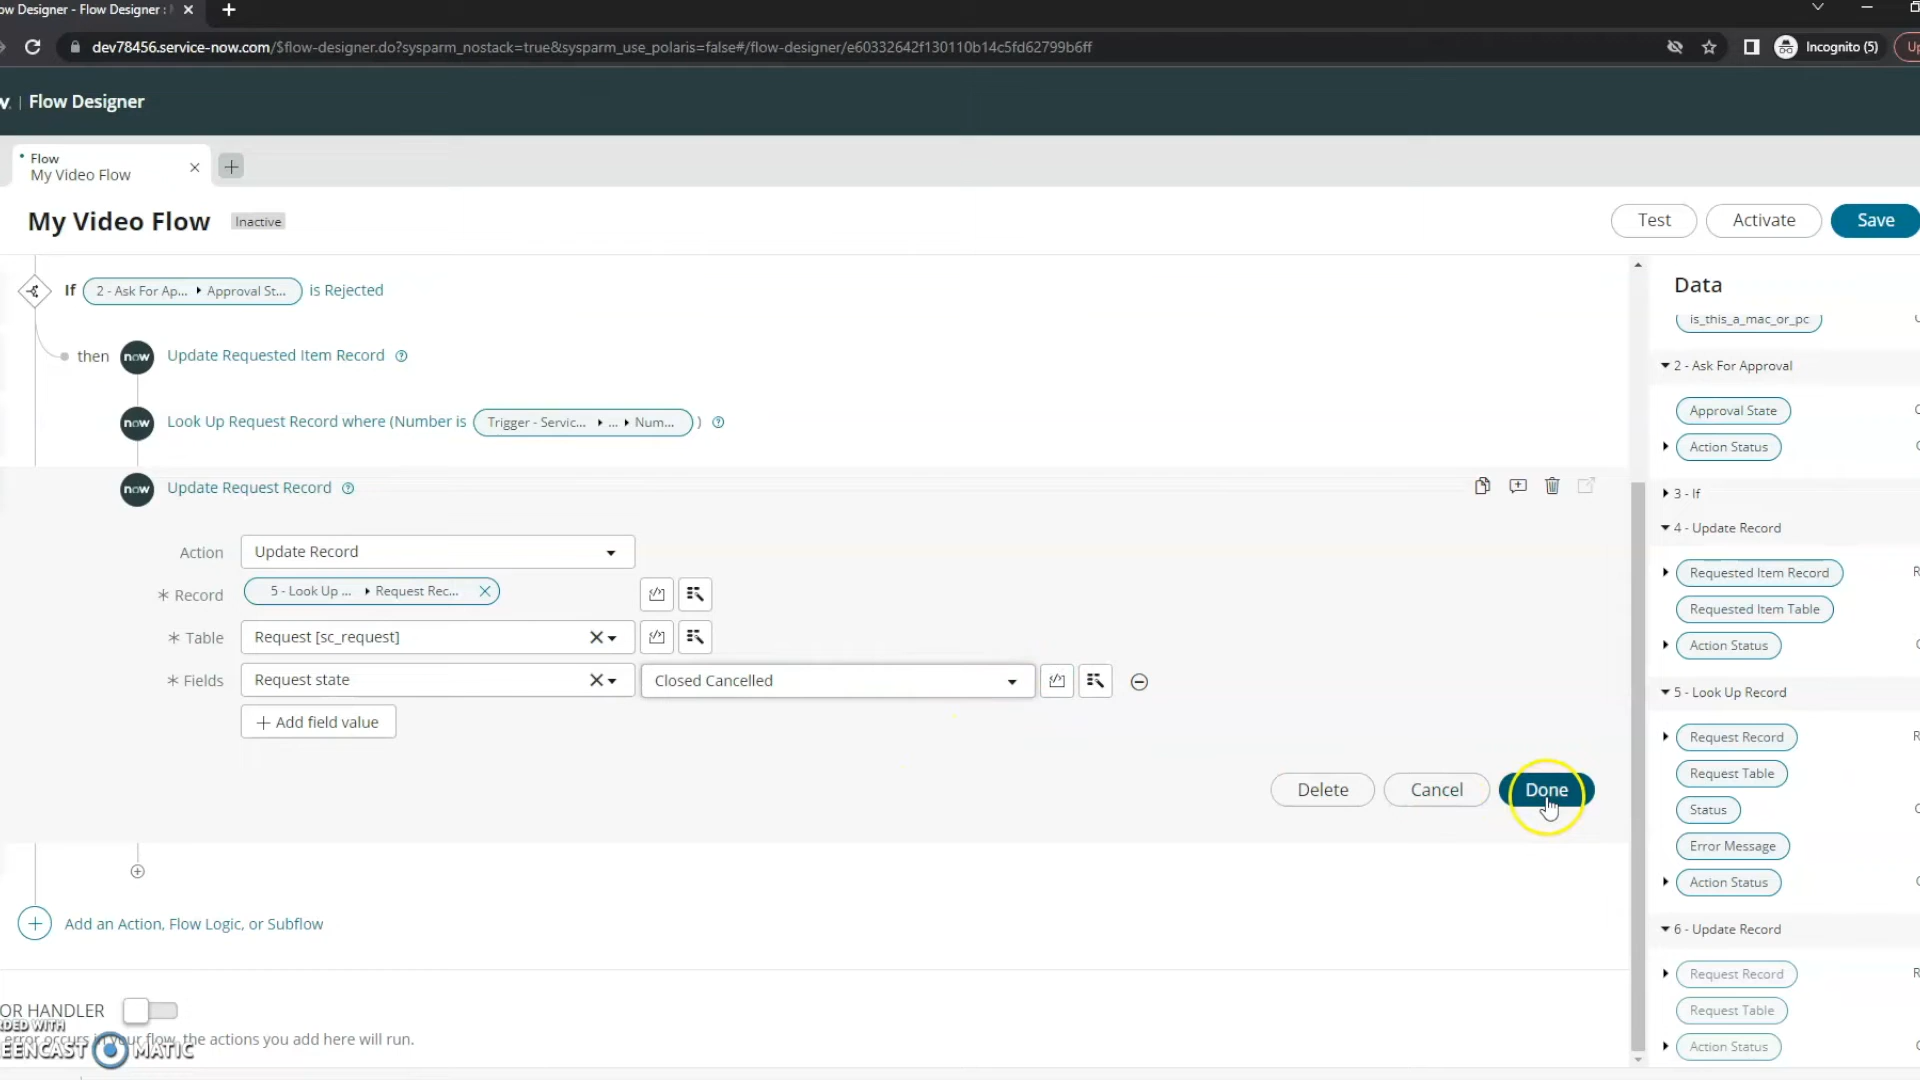 ow Designer - Flow Designer :
dev78456.service-now.com/$flow-designer.do?sysparm_nostack=true&sysparm_use_polaris=false#/flow-designer/e60332642f130110b14c5fd62799b6ff
Incognito (5)
Up
w. | Flow Designer
Flow
My Video Flow
My Video Flow
Inactive
Test
Activate
Save
If 2 - Ask For Ap... Approval St... is Rejected
then now Update Requested Item Record
now Look Up Request Record where (Number is Trigger - Servic... ... Num... )
now Update Request Record
Action Update Record
* Record 5 - Look Up ... Request Rec...
* Table Request [sc_request]
* Fields Request state Closed Cancelled
+ Add field value
Delete
Cancel
Done
Add an Action, Flow Logic, or Subflow
OR HANDLER
error occurs in your flow, the actions you add here will run.
RDED WITH
EENCAST MATIC
Data
is_this_a_mac_or_pc
2 - Ask For Approval
Approval State
Action Status
3 - If
4 - Update Record
Requested Item Record
Requested Item Table
Action Status
5 - Look Up Record
Request Record
Request Table
Status
Error Message
Action Status
6 - Update Record
Request Record
Request Table
Action Status